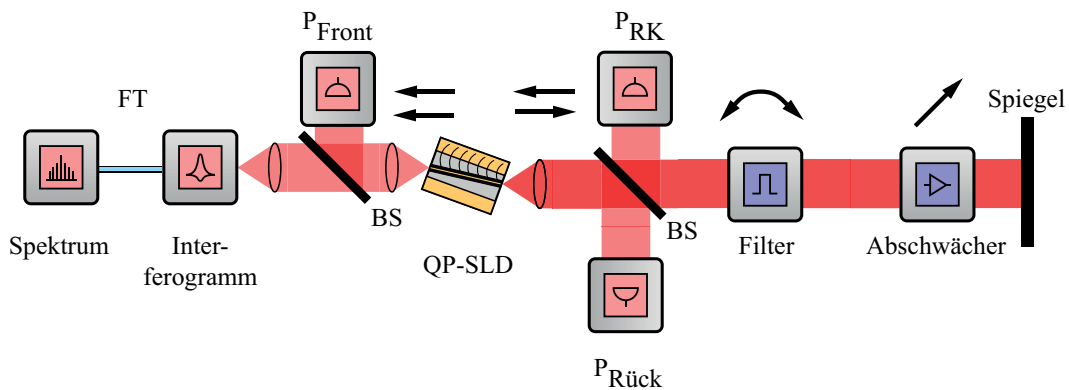 P_Front
P_RK
FT
Spiegel
BS
BS
Spektrum
Inter-
ferogramm
QP-SLD
Filter
Abschwächer
P_Rück